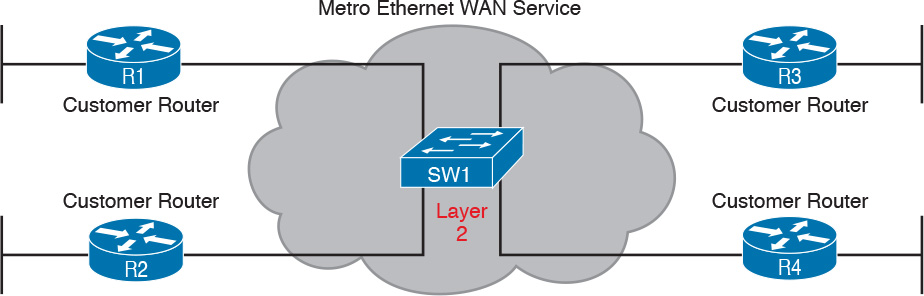 Metro Ethernet WAN Service
R1
Customer Router
R3
Customer Router
SW1
Layer
2
Customer Router
R2
Customer Router
R4